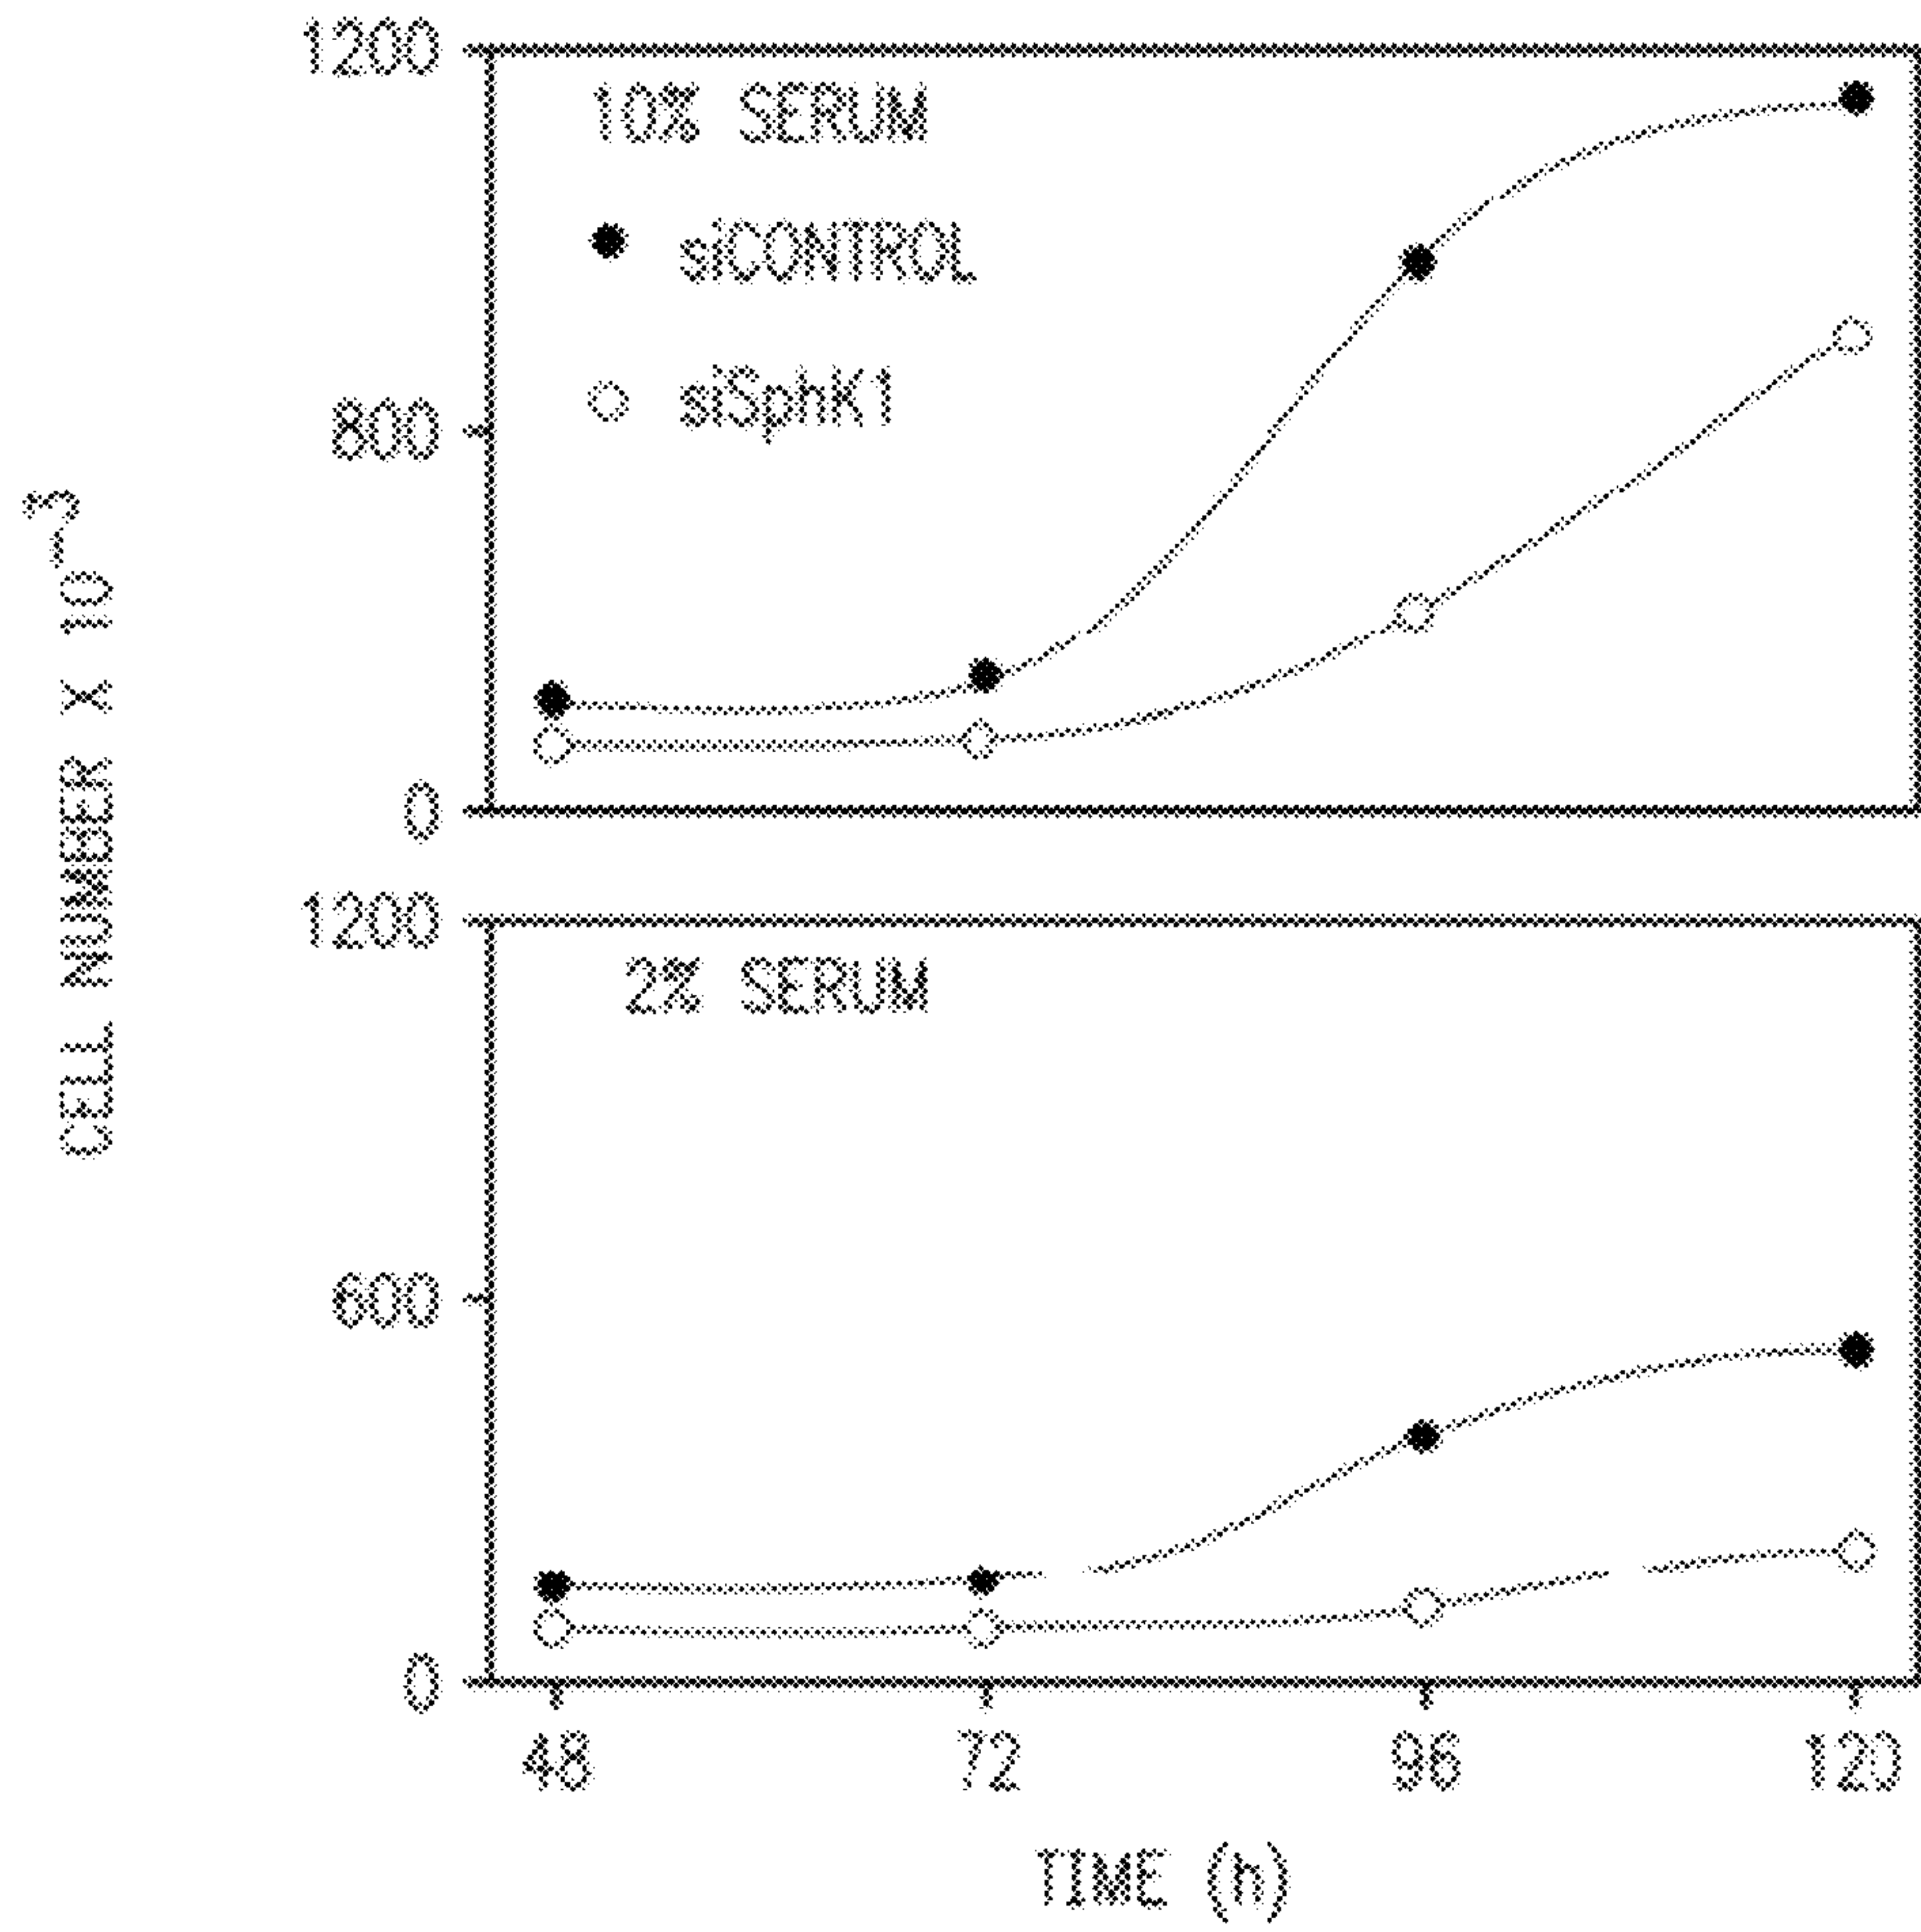 CELL NUMBER X 10^-3
1200
800
0
10% SERUM
siCONTROL
siSphK1
1200
600
0
2% SERUM
48 72 96 120
TIME (h)